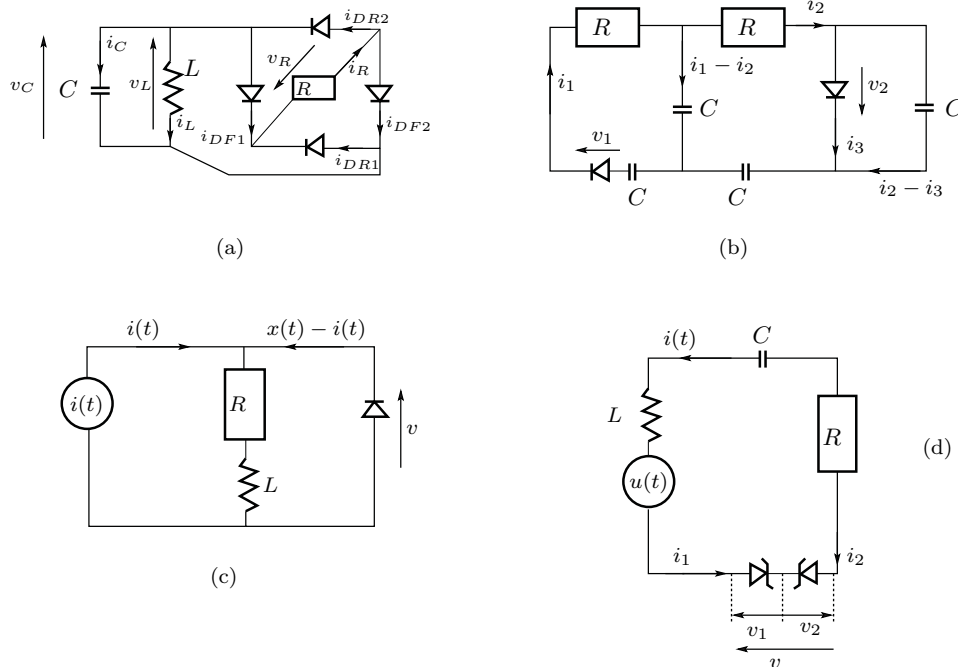 i_{DR2}
i_C
v_R
v_C
C
v_L
L
i_R
R
i_L
i_{DF1}
i_{DF2}
i_{DR1}
(a)
R
R
i_2
i_1
i_1 − i_2
v_2
C
C
v_1
i_3
C
C
i_2 − i_3
(b)
i(t)
x(t) − i(t)
i(t)
R
v
L
(c)
i(t)
C
L
R
(d)
u(t)
i_1
i_2
v_1
v_2
v